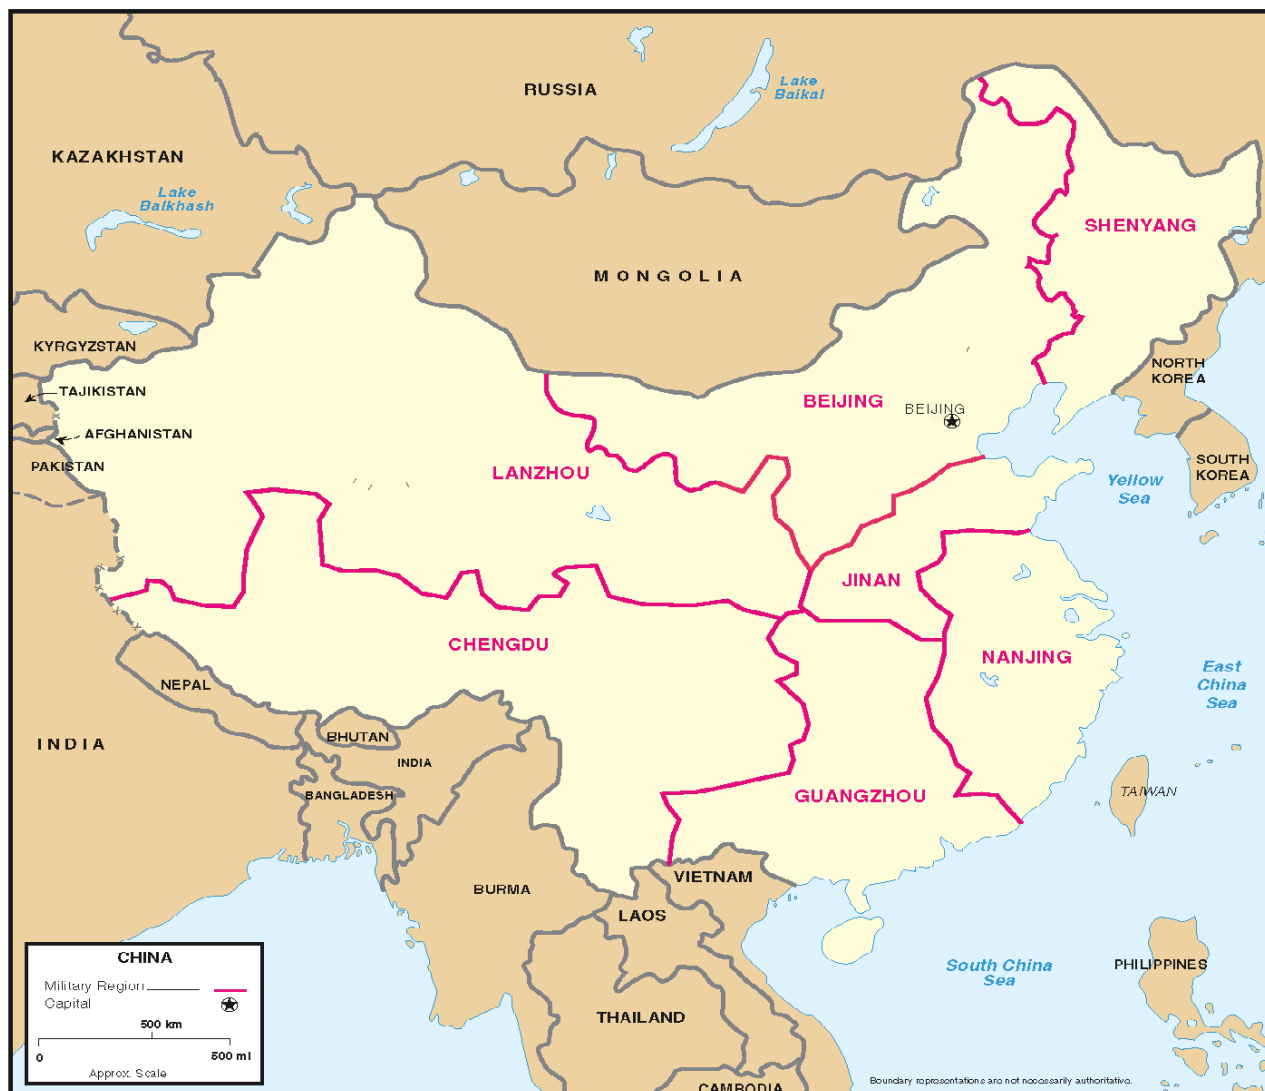 RUSSIA
Lake
Baikal
KAZAKHSTAN
Lake
Balkhash
SHENYANG
MONGOLIA
KYRGYZSTAN
NORTH
KOREA
TAJIKISTAN
BEIJING
BEIJING
AFGHANISTAN
PAKISTAN
LANZHOU
SOUTH
KOREA
Yellow
Sea
JINAN
CHENGDU
NANJING
East
China
Sea
NEPAL
INDIA
BHUTAN
INDIA
BANGLADESH
GUANGZHOU
TAIWAN
VIETNAM
BURMA
LAOS
South China
Sea
PHILIPPINES
THAILAND
CAMBODIA
CHINA
Military Region
Capital
500 km
0
500 mi
Approx. Scale
Boundary representations are not necessarily authoritative.